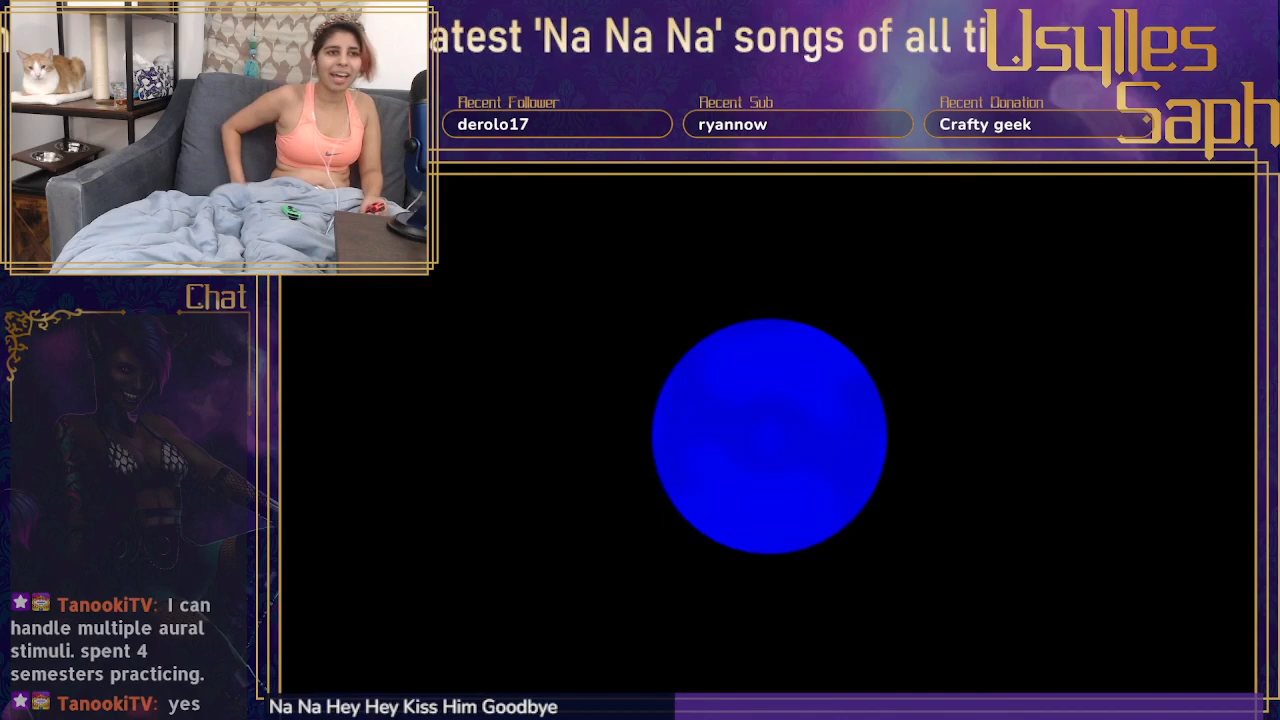 atest 'Na Na Na' songs of all ti
Usylles
Saph
Recent Follower
derolo17
Recent Sub
ryannow
Recent Donation
Crafty geek
Chat
TanookiTV: I can
handle multiple aural
stimuli. spent 4
semesters practicing.
TanookiTV: yes
Na Na Hey Hey Kiss Him Goodbye